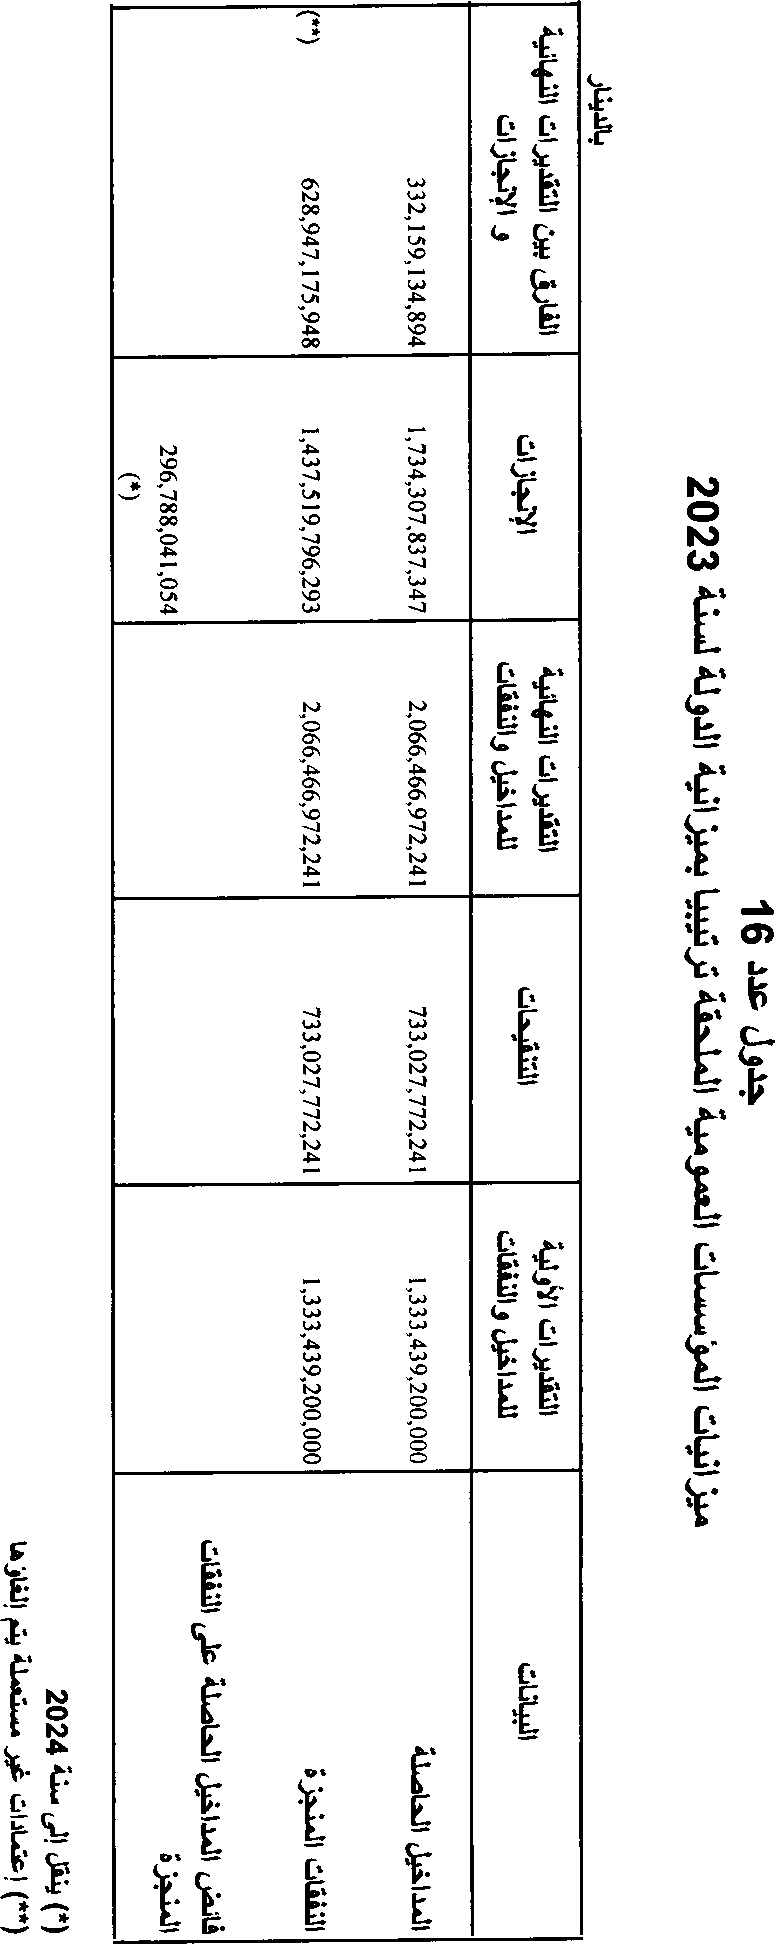 جدول عدد 16
ميزانيات المؤسسات العمومية الملحقة ترتيبيا بميزانية الدولة لسنة 2023
بالدينار
البيانات
التقديرات الأولية
للمداخيل والنفقات
التنقيحات
التقديرات النهائية
للمداخيل والنفقات
الإنجازات
الفارق بين التقديرات النهائية
و الإنجازات
المداخيل الحاصلة 1,333,439,200,000 733,027,772,241 2,066,466,972,241 1,734,307,837,347 332,159,134,894
النفقات المنجزة 1,333,439,200,000 733,027,772,241 2,066,466,972,241 1,437,519,796,293 628,947,175,948 (**)
فائض المداخيل الحاصلة على النفقات
المنجزة 296,788,041,054
(*)
(*) ينقل إلى سنة 2024
(**) إعتمادات غير مستعملة يتم إلغاؤها